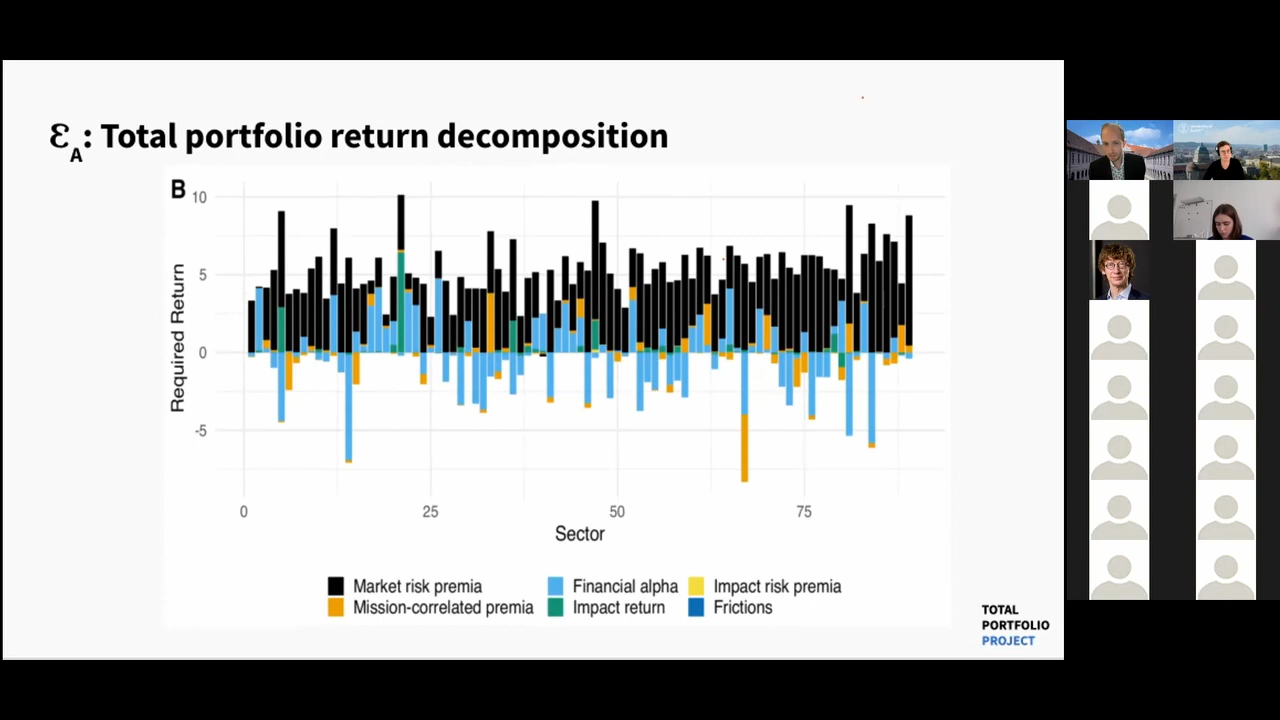 εA: Total portfolio return decomposition
B
10
5
0
-5
Required Return
0 25 50 75
Sector
Market risk premia Financial alpha Impact risk premia
Mission-correlated premia Impact return Frictions
TOTAL
PORTFOLIO
PROJECT